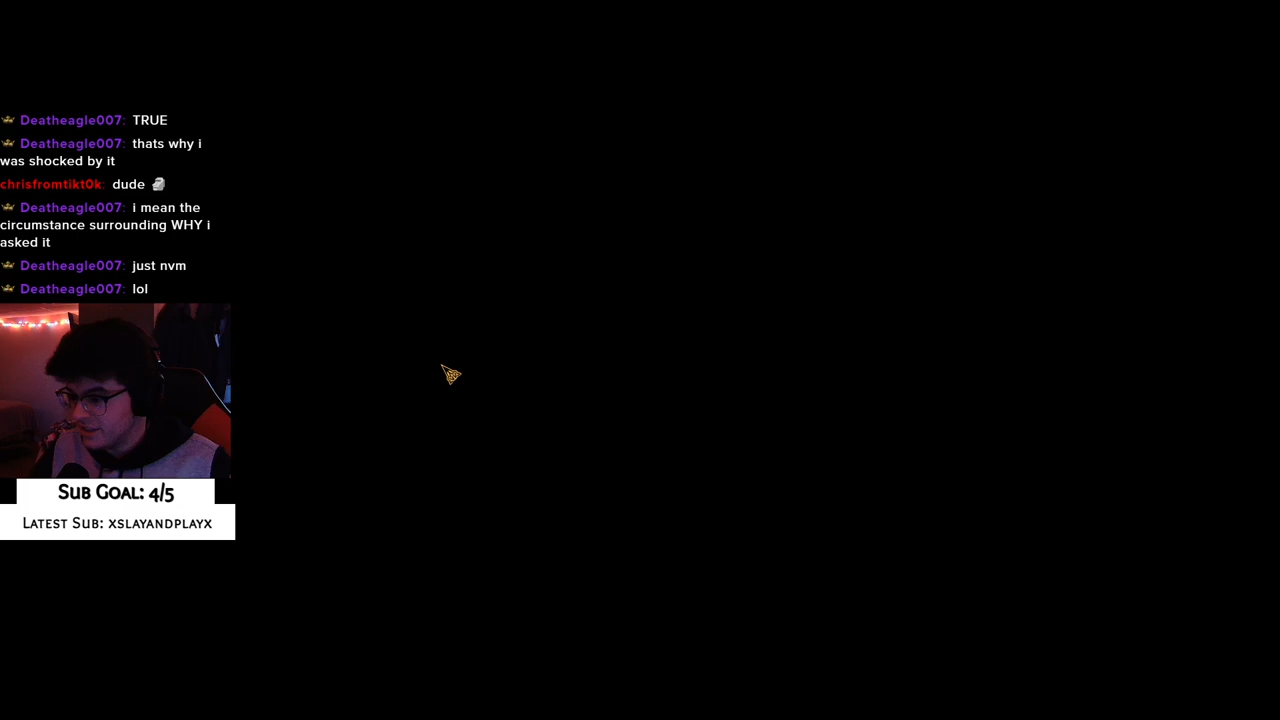 Deatheagle007: TRUE
Deatheagle007: thats why i
was shocked by it
chrisfromtikt0k: dude
Deatheagle007: i mean the
circumstance surrounding WHY i
asked it
Deatheagle007: just nvm
Deatheagle007: lol
Sub Goal: 4/5
Latest Sub: xslayandplayx